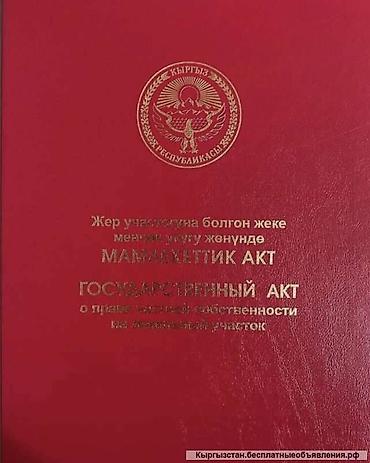 КЫРГЫЗ
РЕСПУБЛИКАСЫ
Жер участогуна болгон жеке
менчик укугу жөнүндө
МАМЛЕКЕТТИК АКТ
ГОСУДАРСТВЕННЫЙ АКТ
о праве частной собственности
на земельный участок
Кыргызстан.бесплатныеобъявления.рф